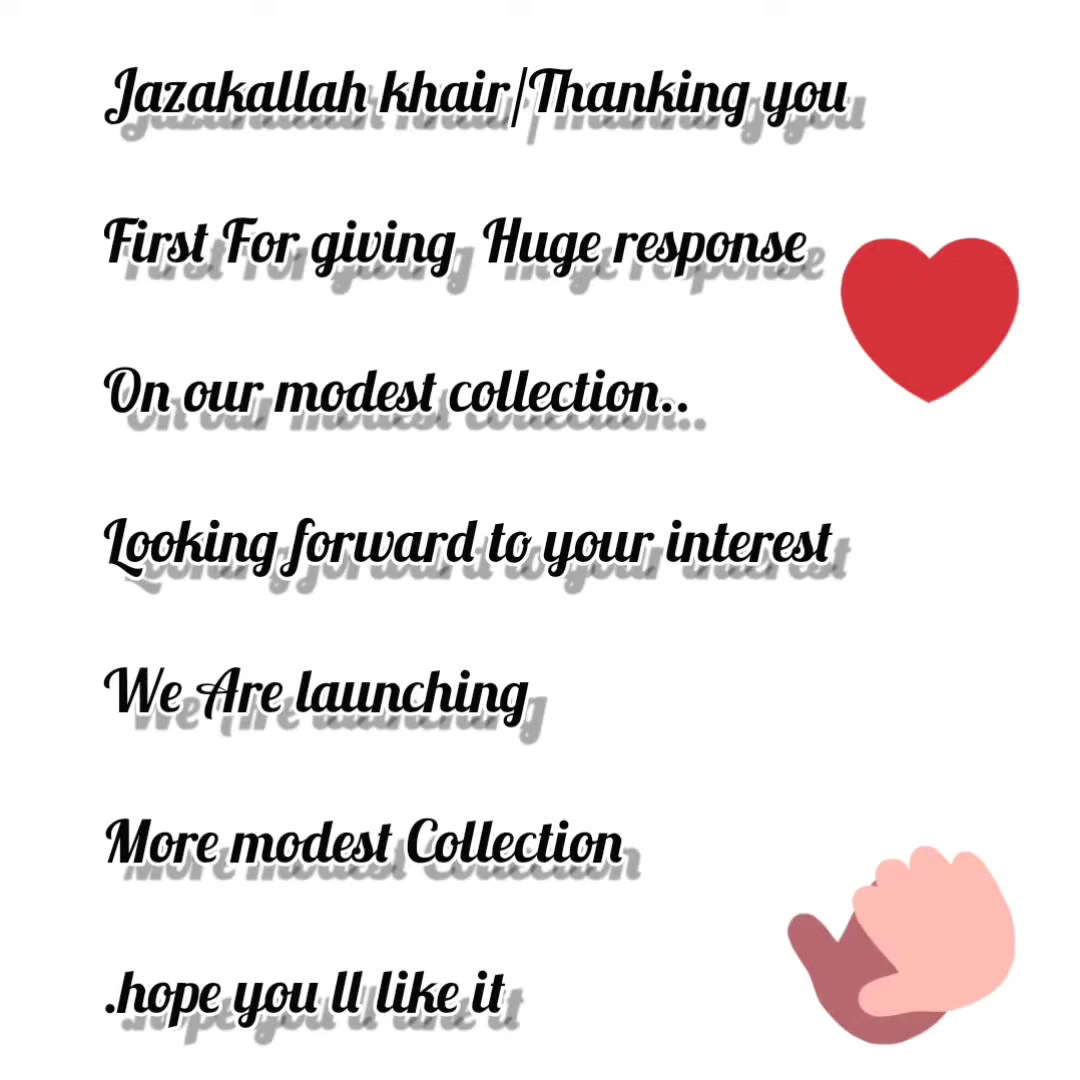 Jazakallah khair/Thanking you
First For giving Huge response
On our modest collection..
Looking forward to your interest
We Are launching
More modest Collection
.hope you ll like it